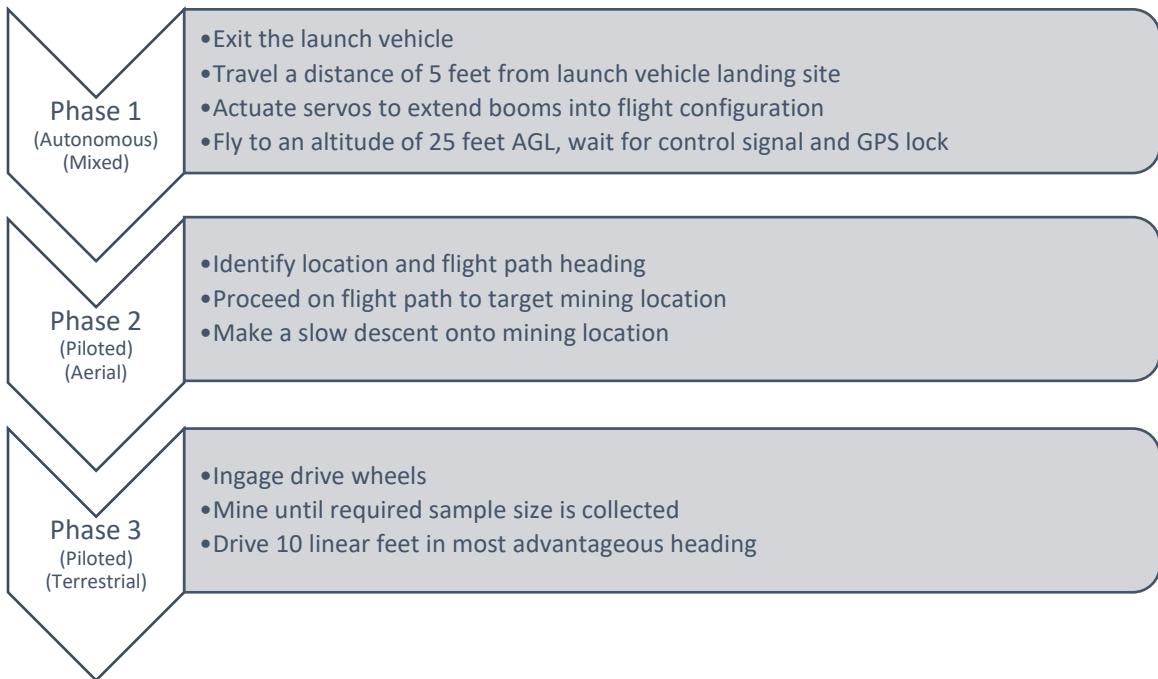 Phase 1
(Autonomous)
(Mixed)
•Exit the launch vehicle
•Travel a distance of 5 feet from launch vehicle landing site
•Actuate servos to extend booms into flight configuration
•Fly to an altitude of 25 feet AGL, wait for control signal and GPS lock
Phase 2
(Piloted)
(Aerial)
•Identify location and flight path heading
•Proceed on flight path to target mining location
•Make a slow descent onto mining location
Phase 3
(Piloted)
(Terrestrial)
•Ingage drive wheels
•Mine until required sample size is collected
•Drive 10 linear feet in most advantageous heading